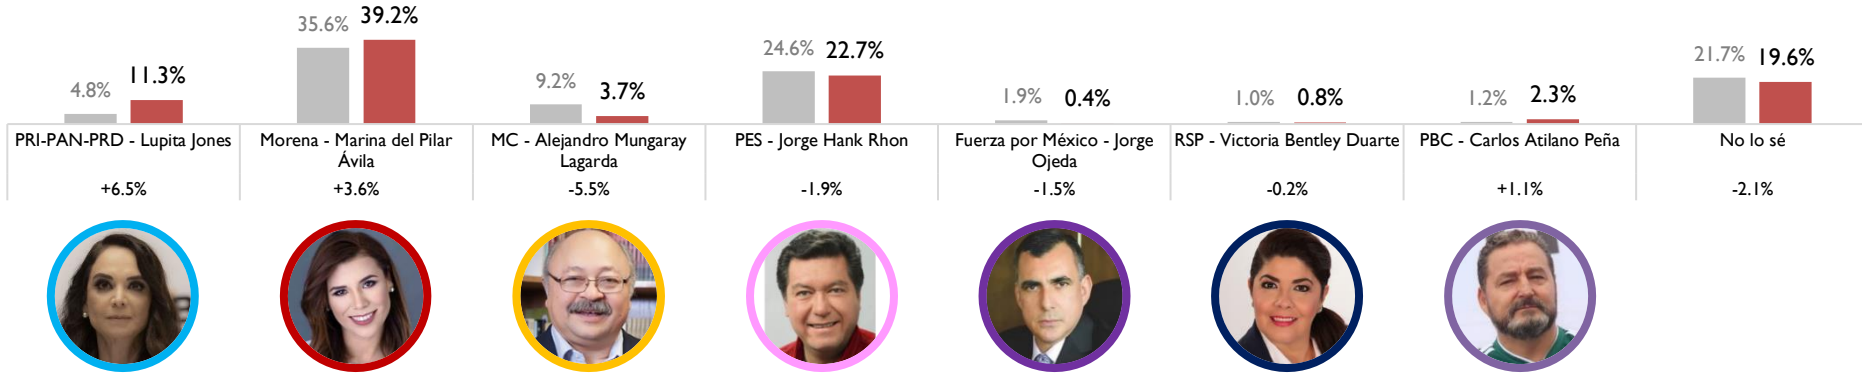 4.8% 11.3% 35.6% 39.2% 9.2% 3.7% 24.6% 22.7% 1.9% 0.4% 1.0% 0.8% 1.2% 2.3% 21.7% 19.6%
PRI-PAN-PRD - Lupita Jones
Morena - Marina del Pilar
Ávila
MC - Alejandro Mungaray
Lagarda
PES - Jorge Hank Rhon
Fuerza por México - Jorge
Ojeda
RSP - Victoria Bentley Duarte
PBC - Carlos Atilano Peña
No lo sé
+6.5% +3.6% -5.5% -1.9% -1.5% -0.2% +1.1% -2.1%